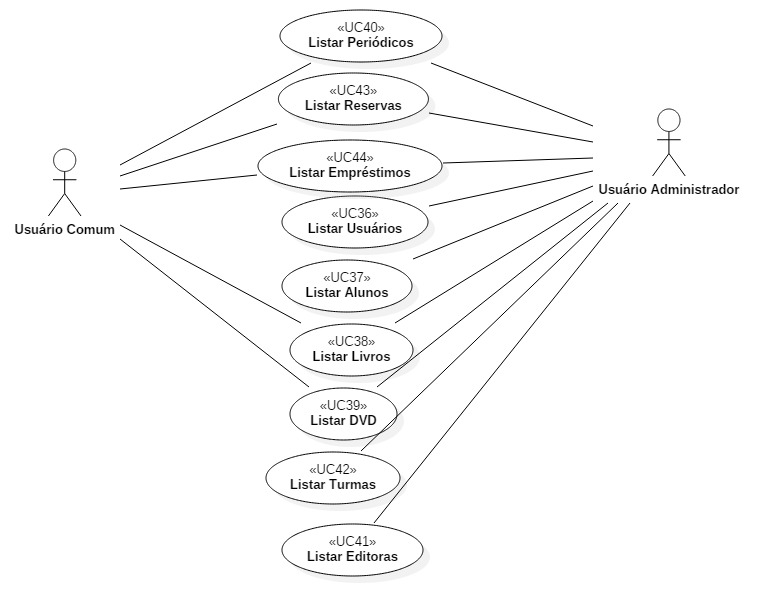 «UC40»
Listar Periódicos
«UC43»
Listar Reservas
«UC44»
Listar Empréstimos
Usuário Administrador
«UC36»
Listar Usuários
Usuário Comum
«UC37»
Listar Alunos
«UC38»
Listar Livros
«UC39»
Listar DVD
«UC42»
Listar Turmas
«UC41»
Listar Editoras